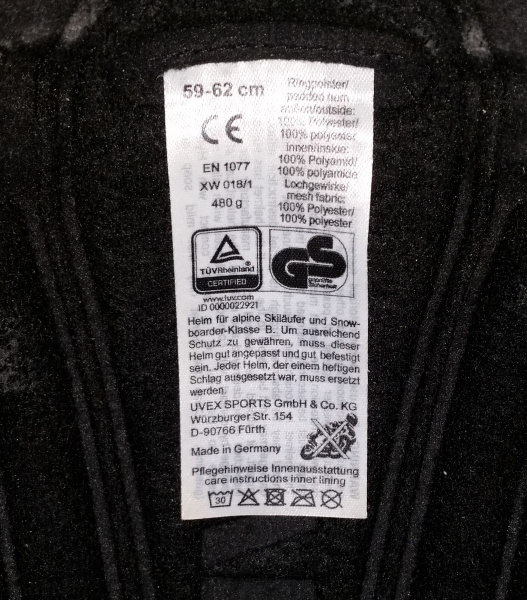 59-62 cm
CE
EN 1077
XW 018/1
480 g
Ringpolster/
padded hum
außen/outside:
100% Polyester/
100% polyester
innen/inside:
100% Polyamid/
100% polyamide
Lochgewirke/
mesh fabric:
100% Polyester/
100% polyester
TÜVRheinland
CERTIFIED
GS
geprüfte
Sicherheit
www.tuv.com
ID 0000022921
Helm für alpine Skiläufer und Snow-
boarder-Klasse B. Um ausreichend
Schutz zu gewähren, muss dieser
Helm gut angepasst und gut befestigt
sein. Jeder Helm, der einem heftigen
Schlag ausgesetzt war, muss ersetzt
werden.
UVEX SPORTS GmbH & Co. KG
Würzburger Str. 154
D-90766 Fürth
Made in Germany
Pflegehinweise Innenausstattung
care instructions inner lining
30